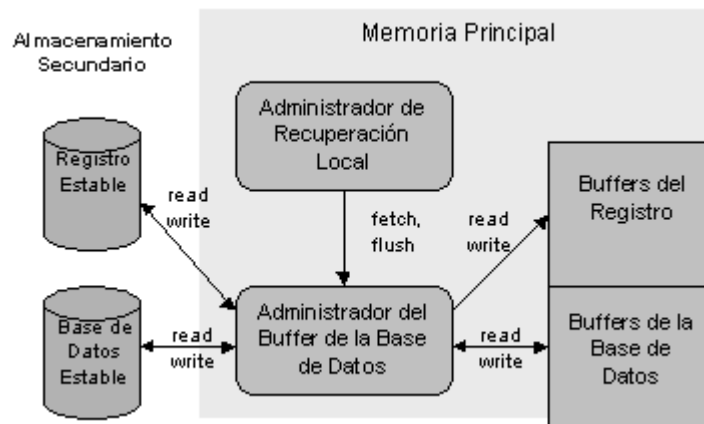 Almacenamiento
Secundario
Memoria Principal
Administrador de
Recuperación
Local
Registro
Estable
read
write
fetch,
flush
read
write
Buffers del
Registro
Base de
Datos
Estable
read
write
Administrador del
Buffer de la Base
de Datos
read
write
Buffers de la
Base de
Datos